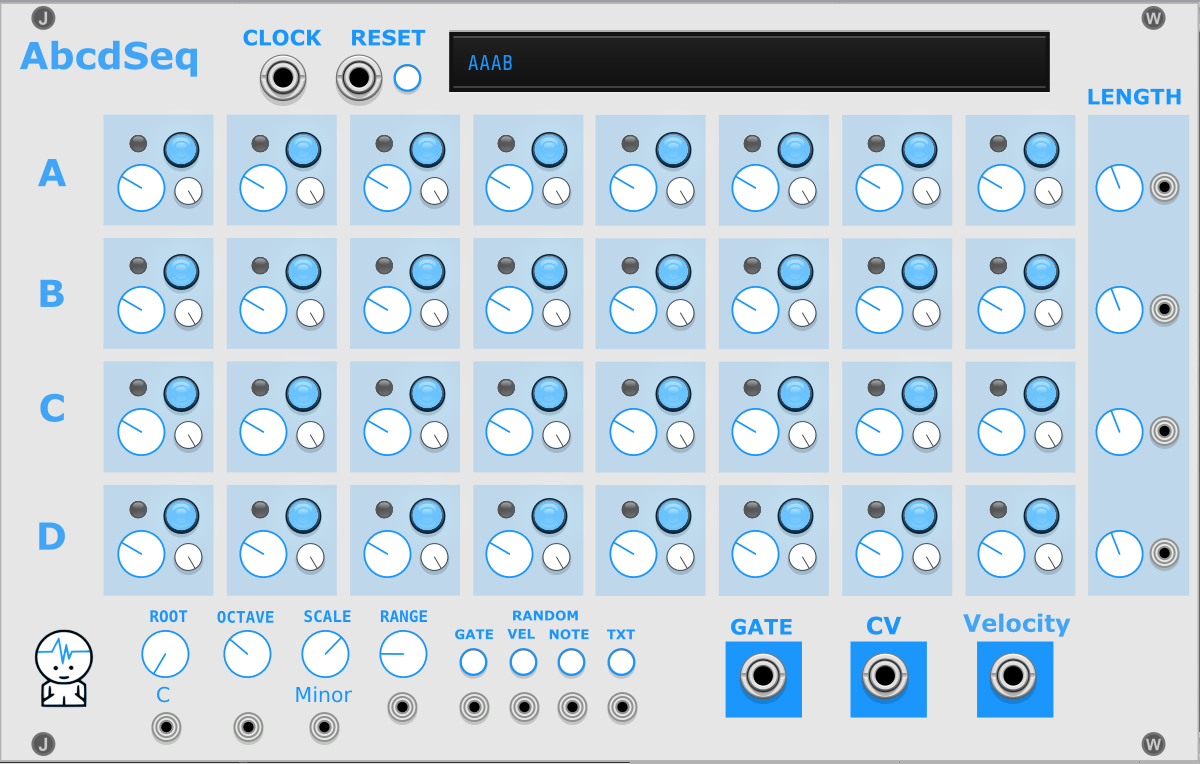 J
W
AbcdSeq
CLOCK RESET
AAAB
LENGTH
A
B
C
D
ROOT OCTAVE SCALE RANGE
RANDOM
GATE VEL NOTE TXT
GATE CV Velocity
C Minor
J
W